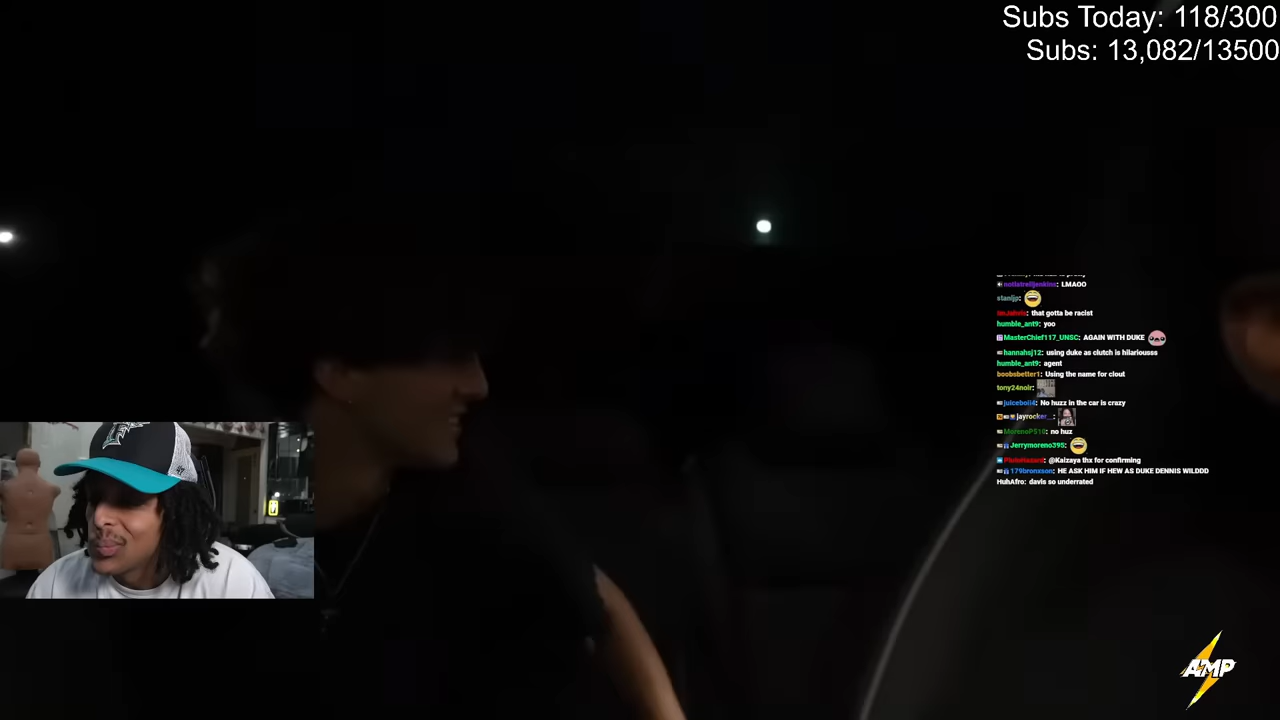 Subs Today: 118/300
Subs: 13,082/13500
notlatrelljenkins: LMAOO
stanijp:
that gotta be racist
humble_ant9: yoo
MasterChief117_UNSC: AGAIN WITH DUKE
hannahsj12: using duke as clutch is hilariousss
humble_ant9: agent
boobsbetter1: Using the name for clout
tony24noir:
juiceboii4: No huzz in the car is crazy
jayrocker_:
MorenoP510: no huz
Jerrymoreno395:
@Kaizaya thx for confirming
179bronxson: HE ASK HIM IF HEW AS DUKE DENNIS WILDDD
HuhAfro: davis so underrated
AMP